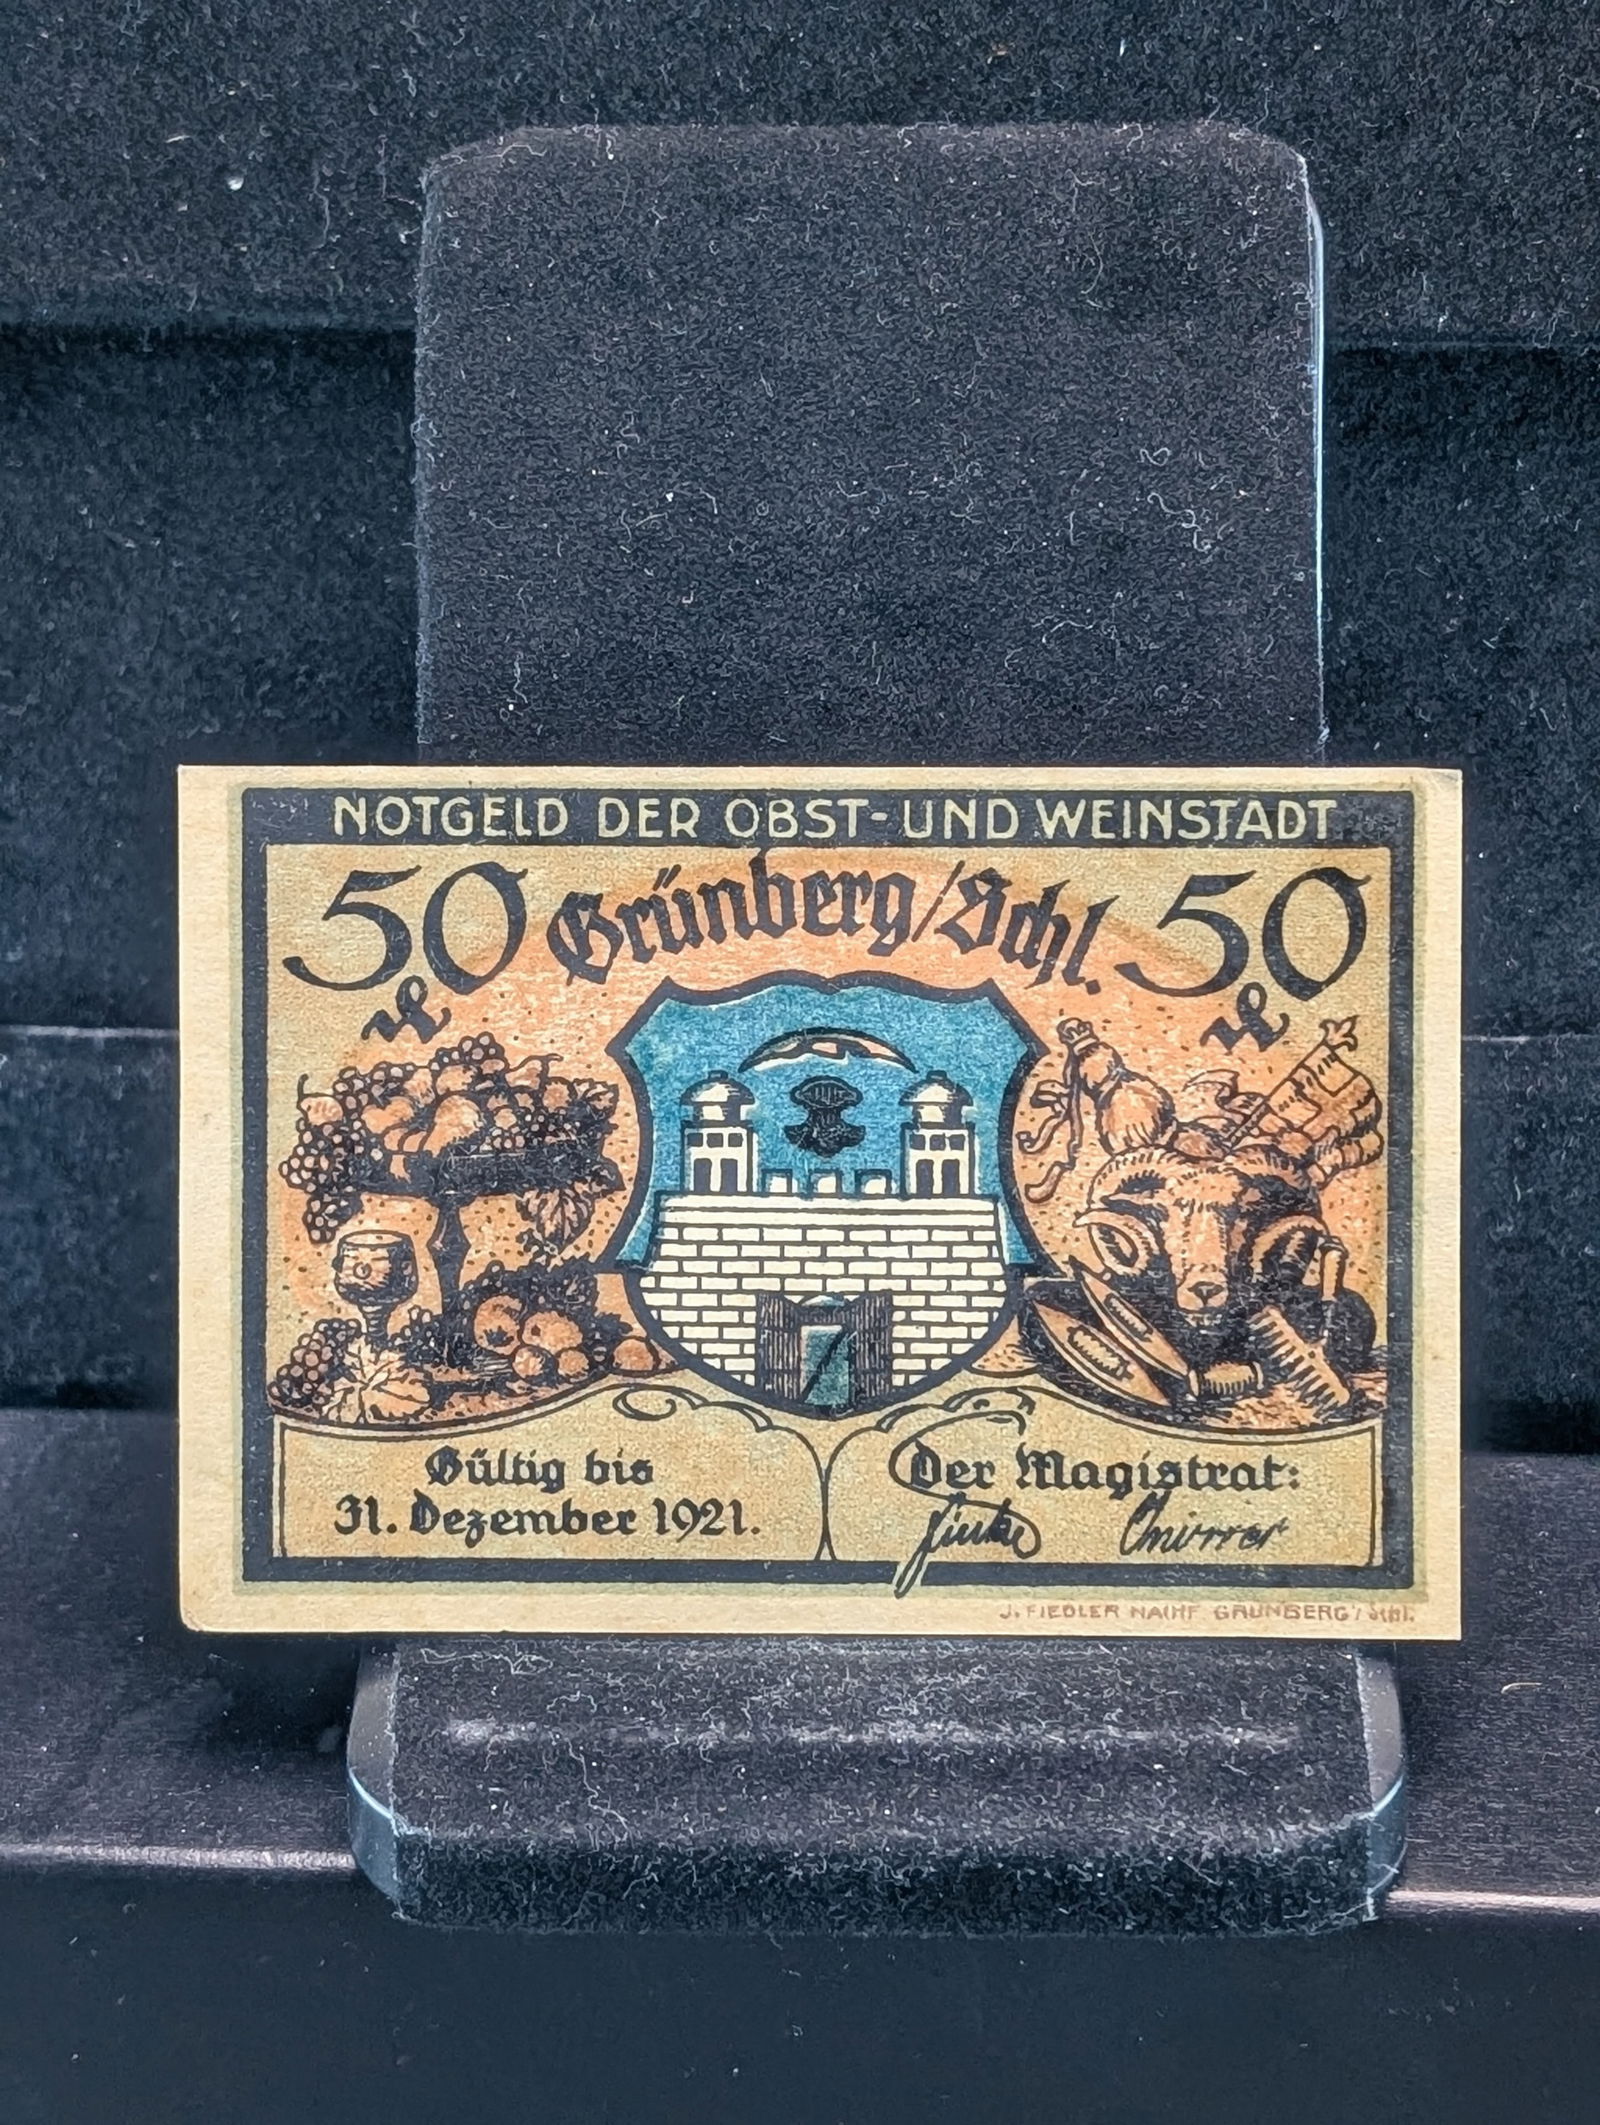 NOTGELD DER OBST- UND WEINSTADT
50 Grünberg/Schl. 50
₰ ₰
Gültig bis
31. Dezember 1921.
Der Magistrat:
Finke
J. FIEDLER NACHF. GRÜNBERG / Schl.